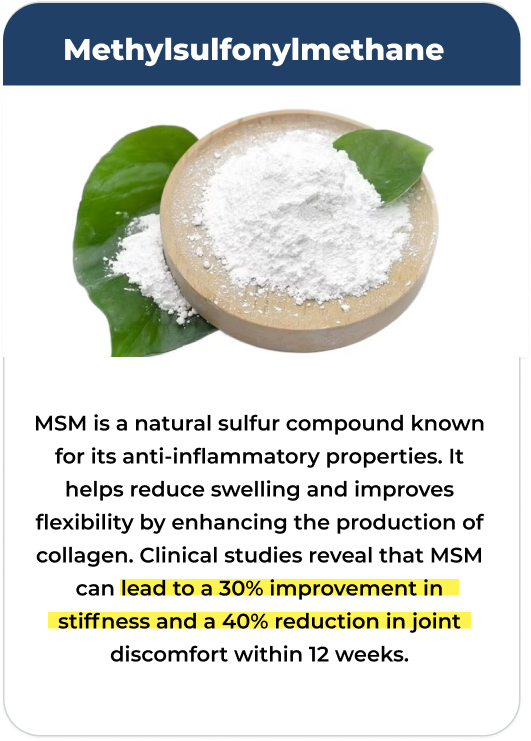 Methylsulfonylmethane
MSM is a natural sulfur compound known
for its anti-inflammatory properties. It
helps reduce swelling and improves
flexibility by enhancing the production of
collagen. Clinical studies reveal that MSM
can lead to a 30% improvement in
stiffness and a 40% reduction in joint
discomfort within 12 weeks.